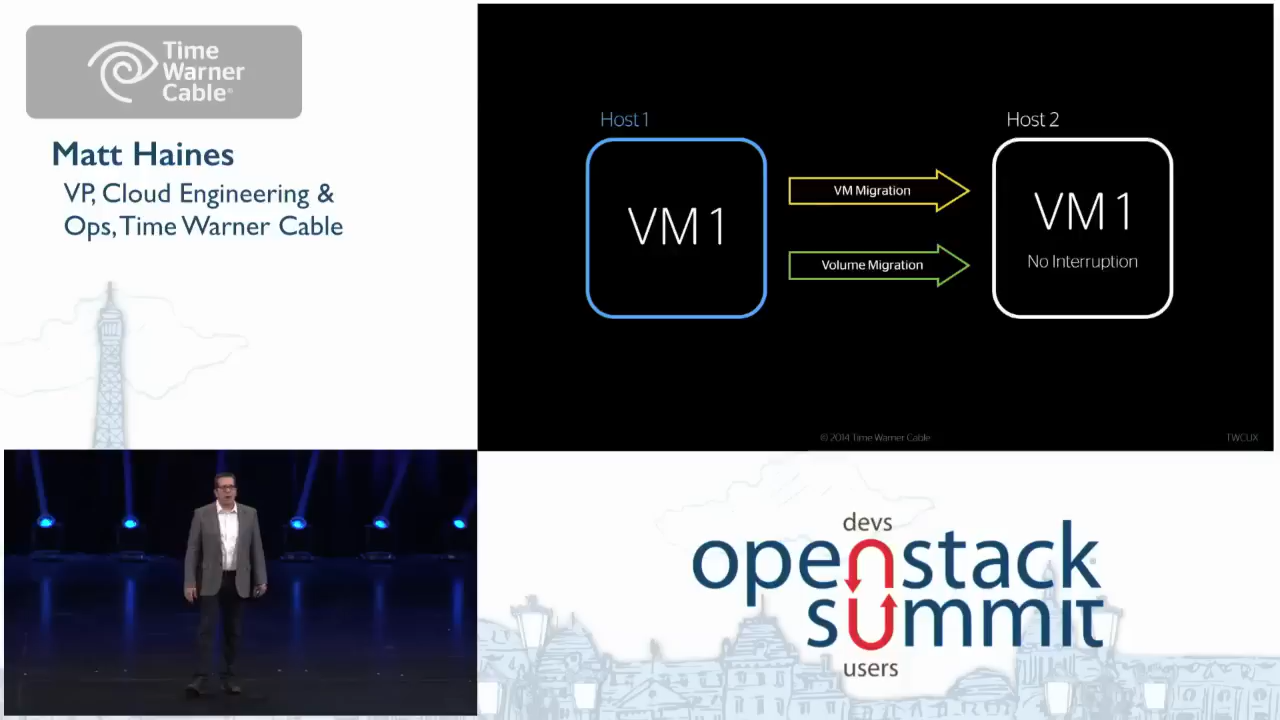 Time
Warner
Cable®
Matt Haines
VP, Cloud Engineering &
Ops, Time Warner Cable
Host 1
VM 1
VM Migration
Volume Migration
Host 2
VM 1
No Interruption
© 2014 Time Warner Cable
TWCUX
devs
openstack
summit
users